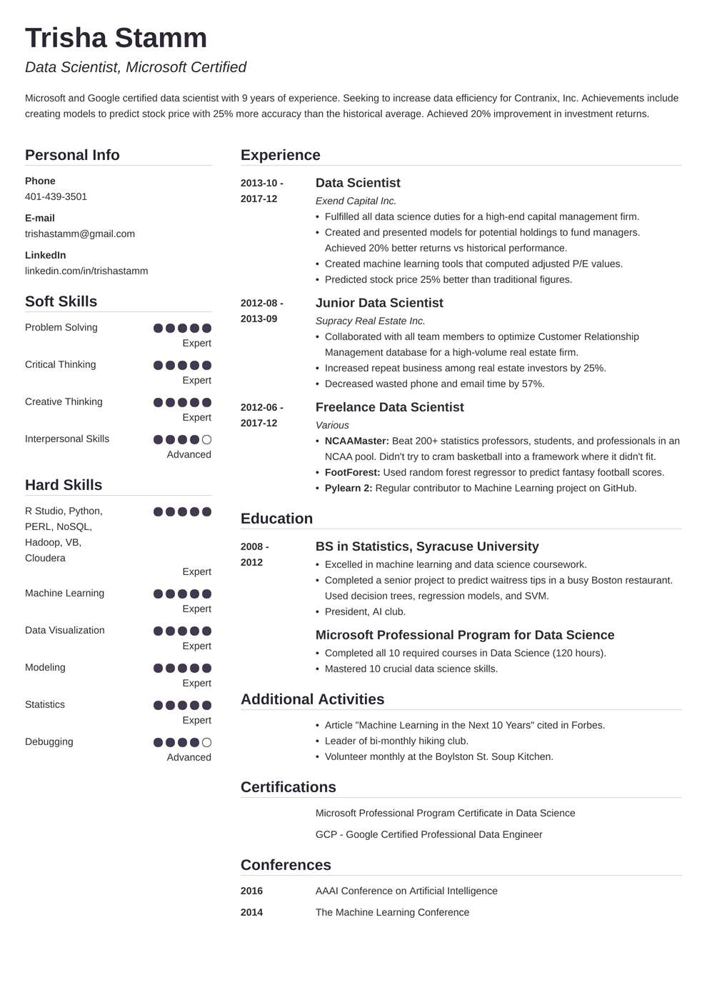 Trisha Stamm
Data Scientist, Microsoft Certified
Microsoft and Google certified data scientist with 9 years of experience. Seeking to increase data efficiency for Contranix, Inc. Achievements include
creating models to predict stock price with 25% more accuracy than the historical average. Achieved 20% improvement in investment returns.
Personal Info
Phone
401-439-3501
E-mail
trishastamm@gmail.com
LinkedIn
linkedin.com/in/trishastamm
Soft Skills
Problem Solving
Expert
Critical Thinking
Expert
Creative Thinking
Expert
Interpersonal Skills
Advanced
Hard Skills
R Studio, Python,
PERL, NoSQL,
Hadoop, VB,
Cloudera
Expert
Machine Learning
Expert
Data Visualization
Expert
Modeling
Expert
Statistics
Expert
Debugging
Advanced
Experience
2013-10 -
2017-12
Data Scientist
Exend Capital Inc.
• Fulfilled all data science duties for a high-end capital management firm.
• Created and presented models for potential holdings to fund managers.
Achieved 20% better returns vs historical performance.
• Created machine learning tools that computed adjusted P/E values.
• Predicted stock price 25% better than traditional figures.
2012-08 -
2013-09
Junior Data Scientist
Supracy Real Estate Inc.
• Collaborated with all team members to optimize Customer Relationship
Management database for a high-volume real estate firm.
• Increased repeat business among real estate investors by 25%.
• Decreased wasted phone and email time by 57%.
2012-06 -
2017-12
Freelance Data Scientist
Various
• NCAAMaster: Beat 200+ statistics professors, students, and professionals in an
NCAA pool. Didn't try to cram basketball into a framework where it didn't fit.
• FootForest: Used random forest regressor to predict fantasy football scores.
• Pylearn 2: Regular contributor to Machine Learning project on GitHub.
Education
2008 -
2012
BS in Statistics, Syracuse University
• Excelled in machine learning and data science coursework.
• Completed a senior project to predict waitress tips in a busy Boston restaurant.
Used decision trees, regression models, and SVM.
• President, AI club.
Microsoft Professional Program for Data Science
• Completed all 10 required courses in Data Science (120 hours).
• Mastered 10 crucial data science skills.
Additional Activities
• Article "Machine Learning in the Next 10 Years" cited in Forbes.
• Leader of bi-monthly hiking club.
• Volunteer monthly at the Boylston St. Soup Kitchen.
Certifications
Microsoft Professional Program Certificate in Data Science
GCP - Google Certified Professional Data Engineer
Conferences
2016 AAAI Conference on Artificial Intelligence
2014 The Machine Learning Conference